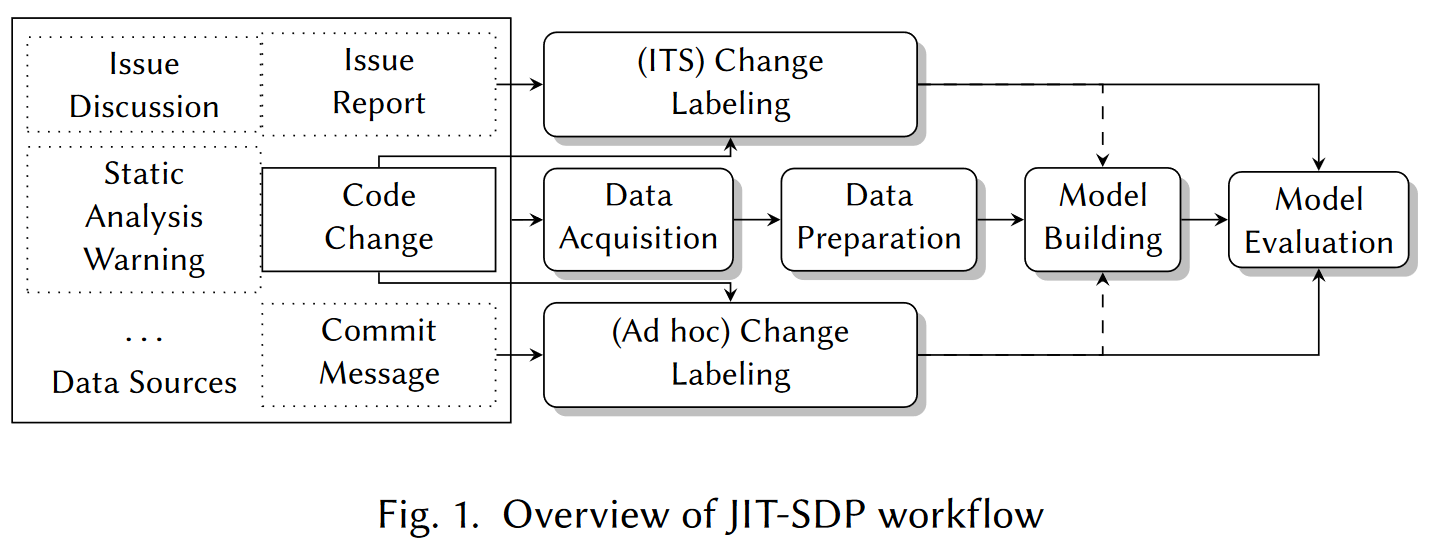 Issue
Discussion
Issue
Report
Static
Analysis
Warning
Code
Change
...
Data Sources
Commit
Message
(ITS) Change
Labeling
Data
Acquisition
Data
Preparation
Model
Building
Model
Evaluation
(Ad hoc) Change
Labeling
Fig. 1. Overview of JIT-SDP workflow